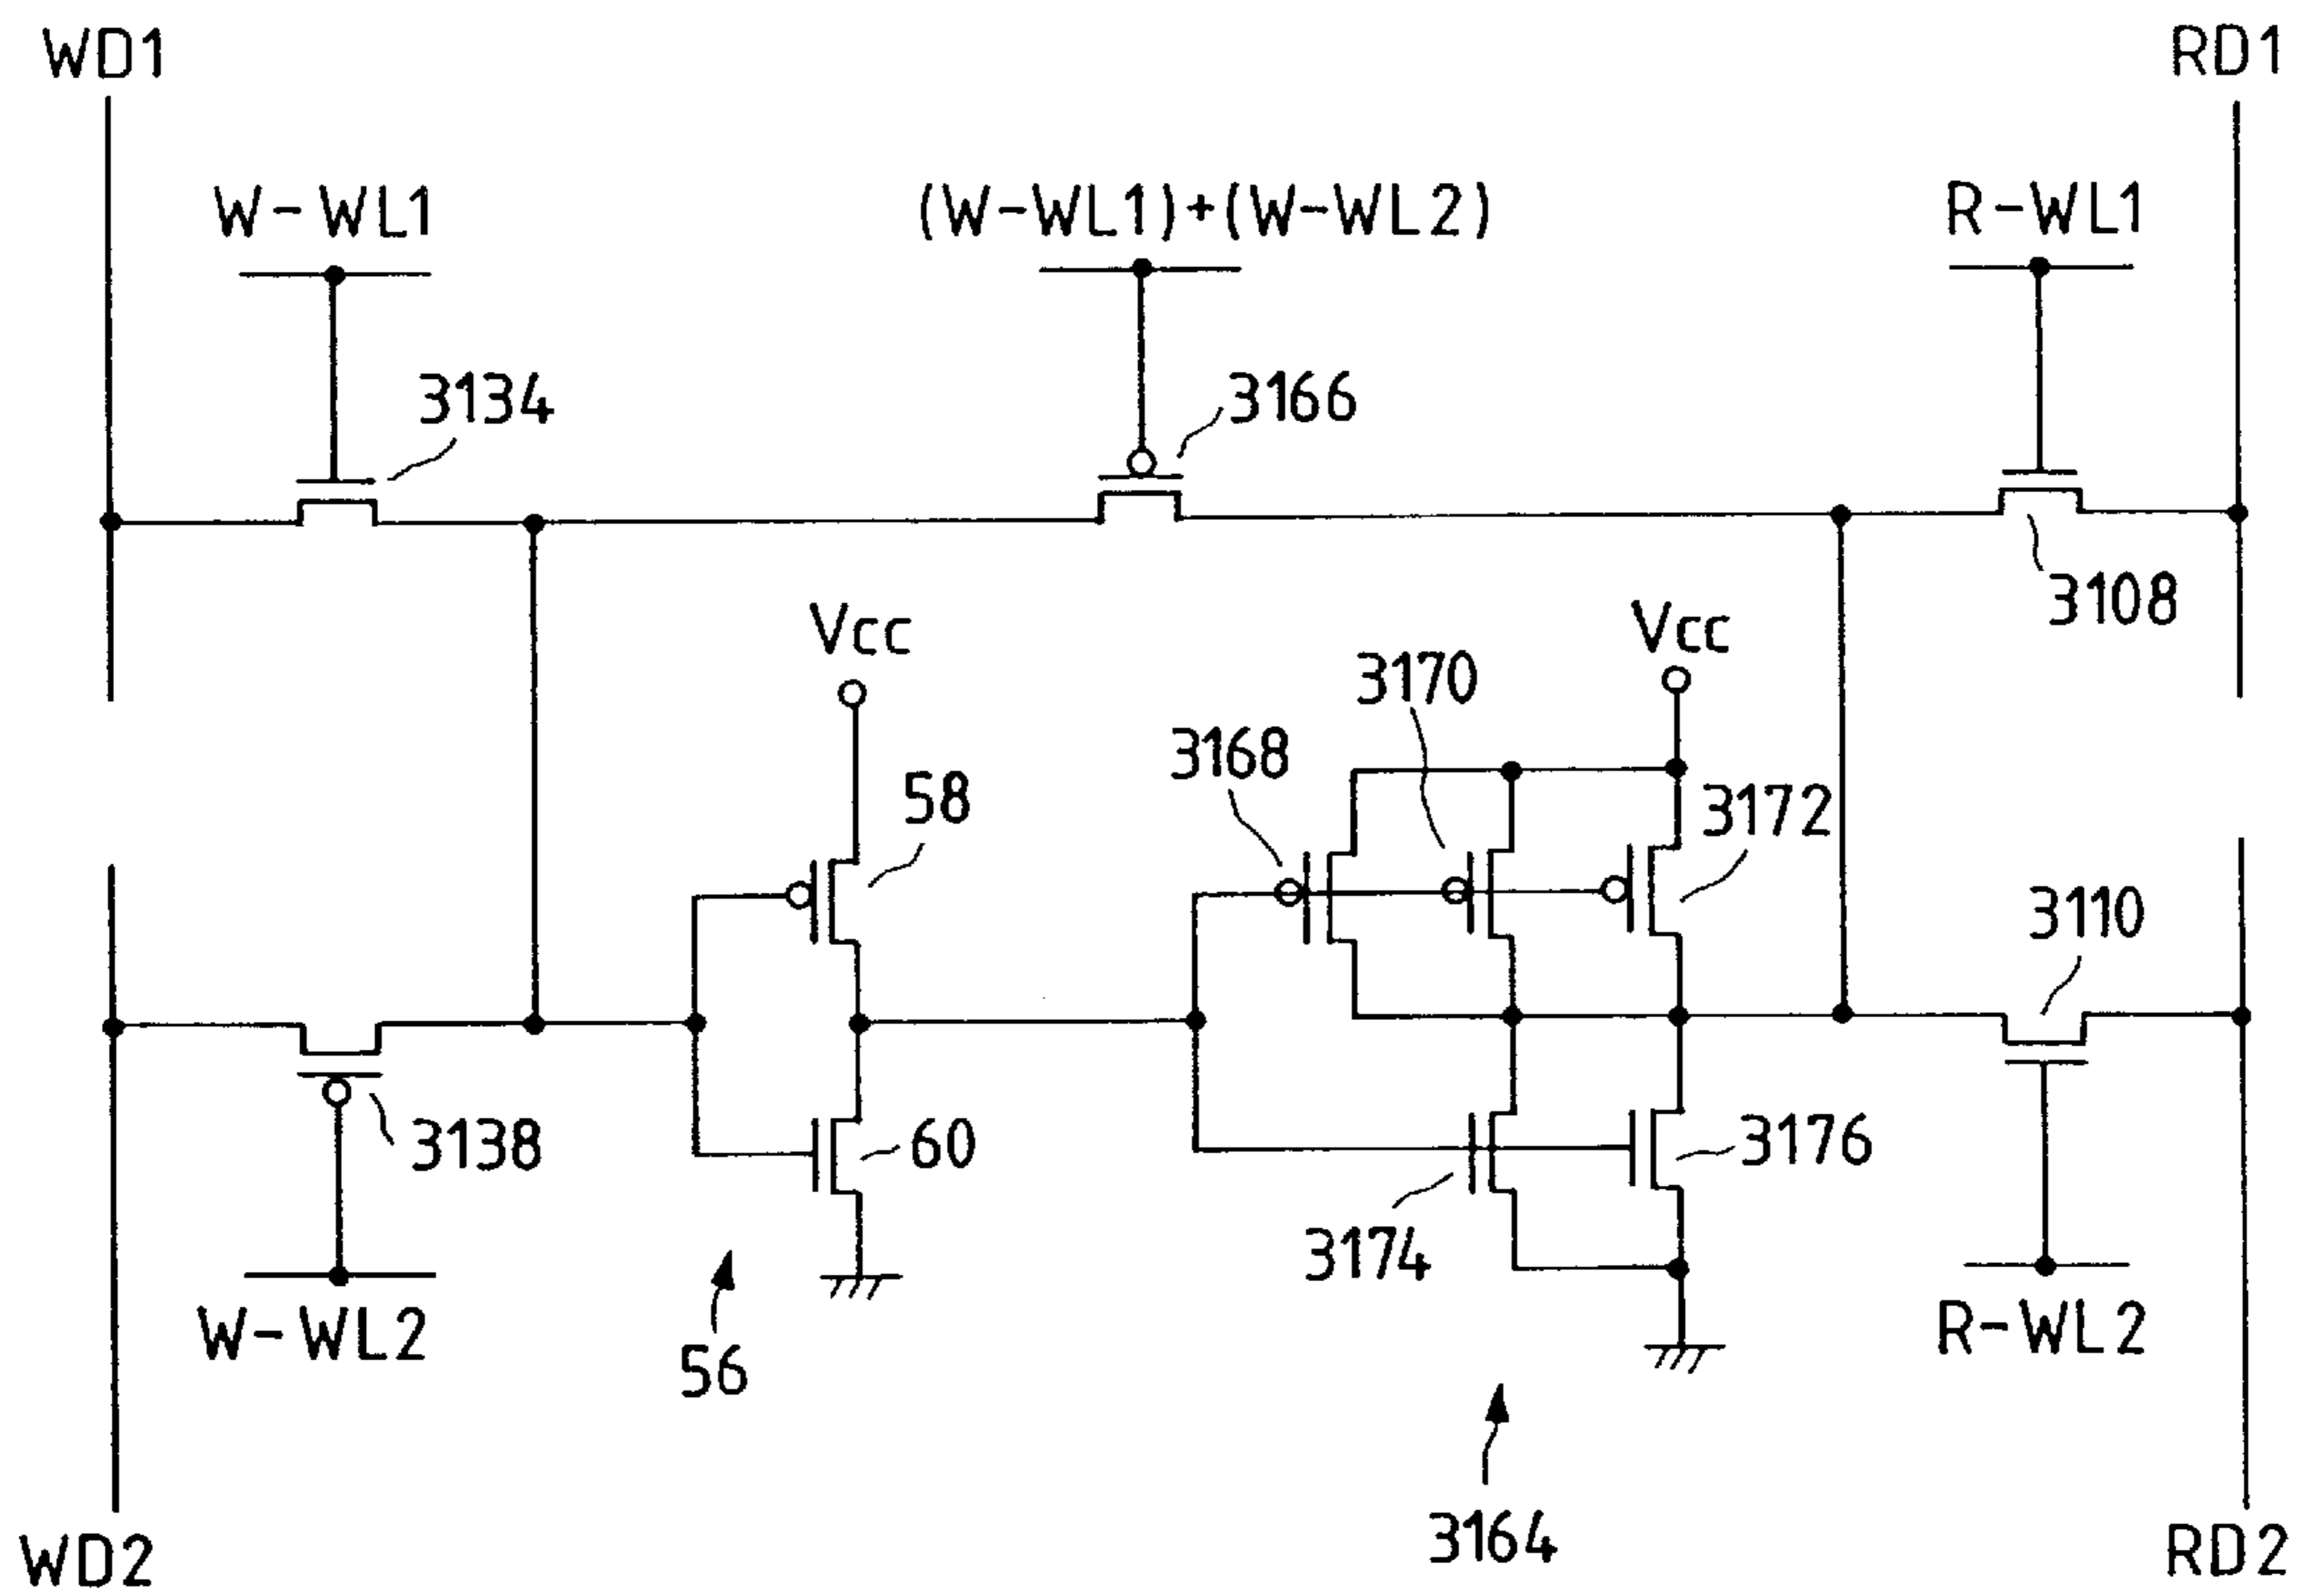 WD1
RD1
W-WL1
(W-WL1)+(W-WL2)
R-WL1
3134
3166
3108
Vcc
Vcc
3170
3168
58
3172
3110
3138
60
3176
3174
W-WL2
56
R-WL2
3164
WD2
RD2